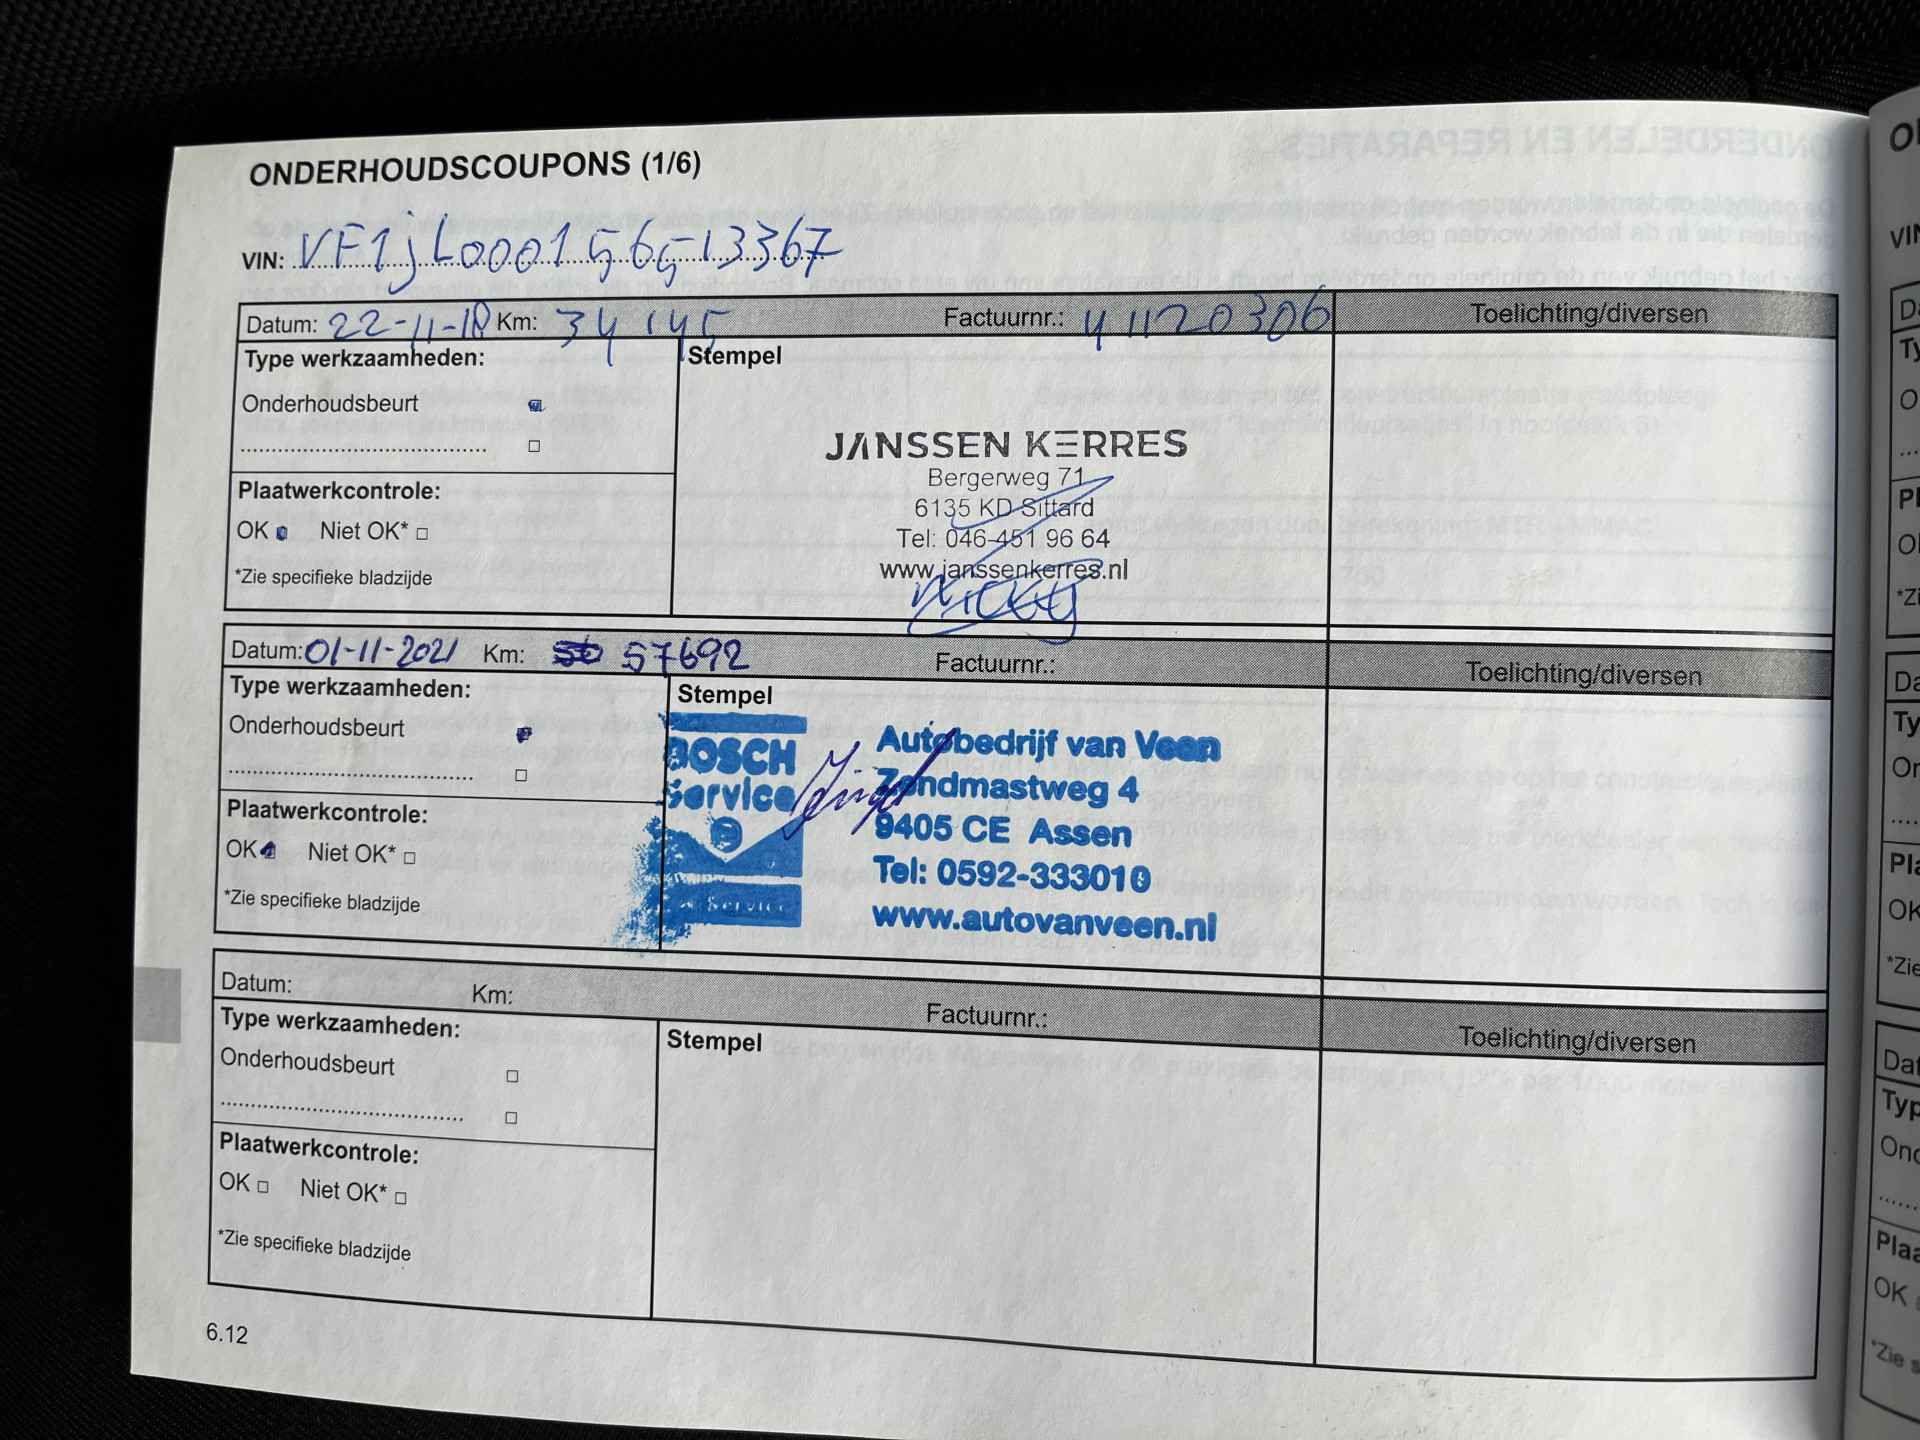 ONDERHOUDSCOUPONS (1/6)
VIN: VF1jL000156513367
Datum: 22-11-18 Km: 34145 Factuurnr.: 41120306 Toelichting/diversen
Type werkzaamheden:
Stempel
Onderhoudsbeurt
JANSSEN KERRES
Bergerweg 71
6135 KD Sittard
Tel: 046-451 96 64
www.janssenkerres.nl
Plaatwerkcontrole:
OK Niet OK*
*Zie specifieke bladzijde
Datum: 01-11-2021 Km: 57692 Factuurnr.: Toelichting/diversen
Type werkzaamheden:
Stempel
Onderhoudsbeurt
BOSCH
Service
Autobedrijf van Veen
Zendmastweg 4
9405 CE Assen
Tel: 0592-333010
www.autovanveen.nl
Plaatwerkcontrole:
OK Niet OK*
*Zie specifieke bladzijde
Datum: Km: Factuurnr.: Toelichting/diversen
Type werkzaamheden:
Stempel
Onderhoudsbeurt
Plaatwerkcontrole:
OK Niet OK*
*Zie specifieke bladzijde
6.12